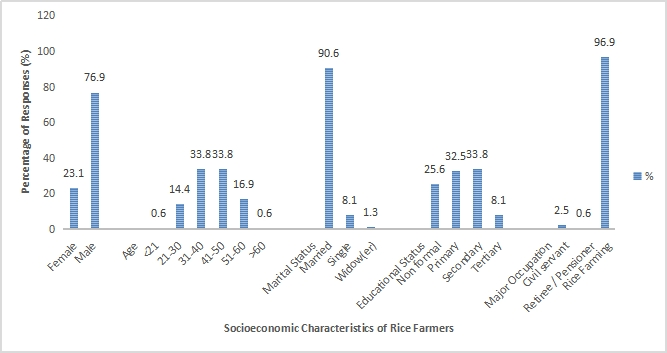 120
100
80
60
40
20
0
Percentage of Responses (%)
23.1
76.9
0.6
14.4
33.8
33.8
16.9
0.6
90.6
8.1
1.3
25.6
32.5
33.8
8.1
2.5
0.6
96.9
Female
Male
Age
<21
21-30
31-40
41-50
51-60
>60
Marital Status
Married
Single
Widow(er)
Educational Status
Non formal
Primary
Secondary
Tertiary
Major Occupation
Civil servant
Retiree / Pensioner
Rice Farming
%
Socioeconomic Characteristics of Rice Farmers